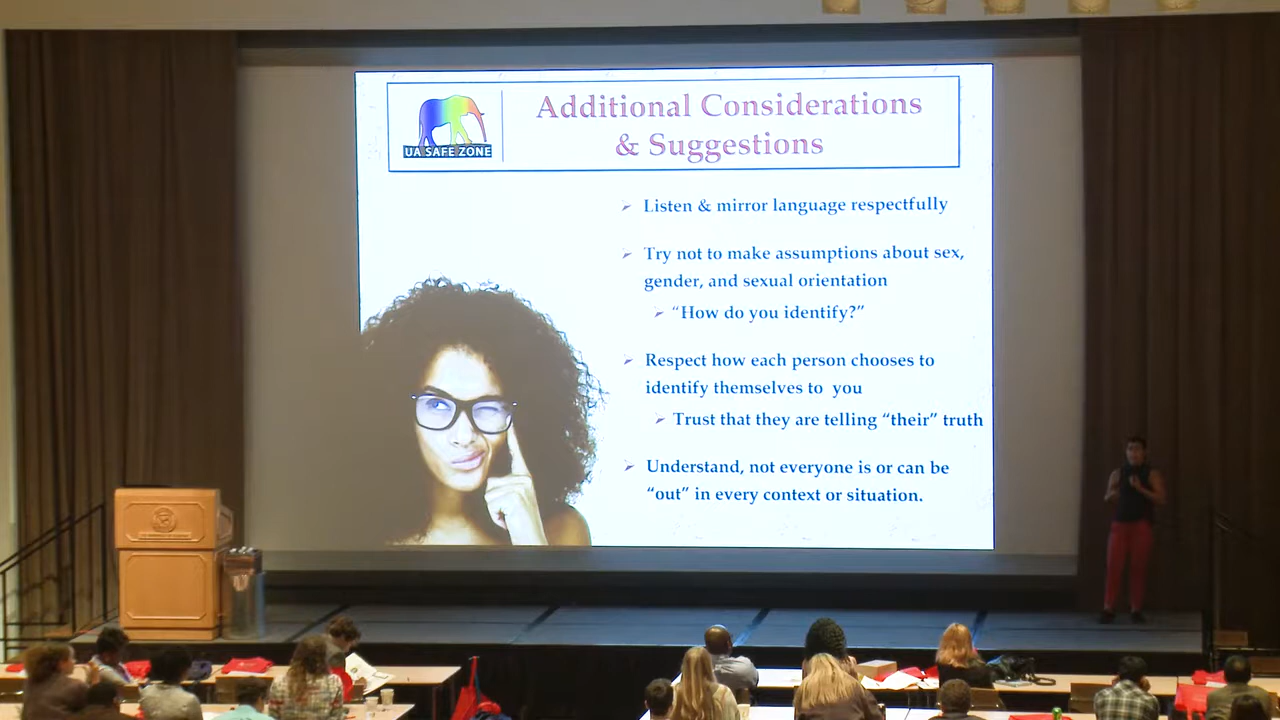 UA SAFE ZONE
Additional Considerations
& Suggestions
Listen & mirror language respectfully
Try not to make assumptions about sex,
gender, and sexual orientation
“How do you identify?”
Respect how each person chooses to
identify themselves to you
Trust that they are telling “their” truth
Understand, not everyone is or can be
“out” in every context or situation.